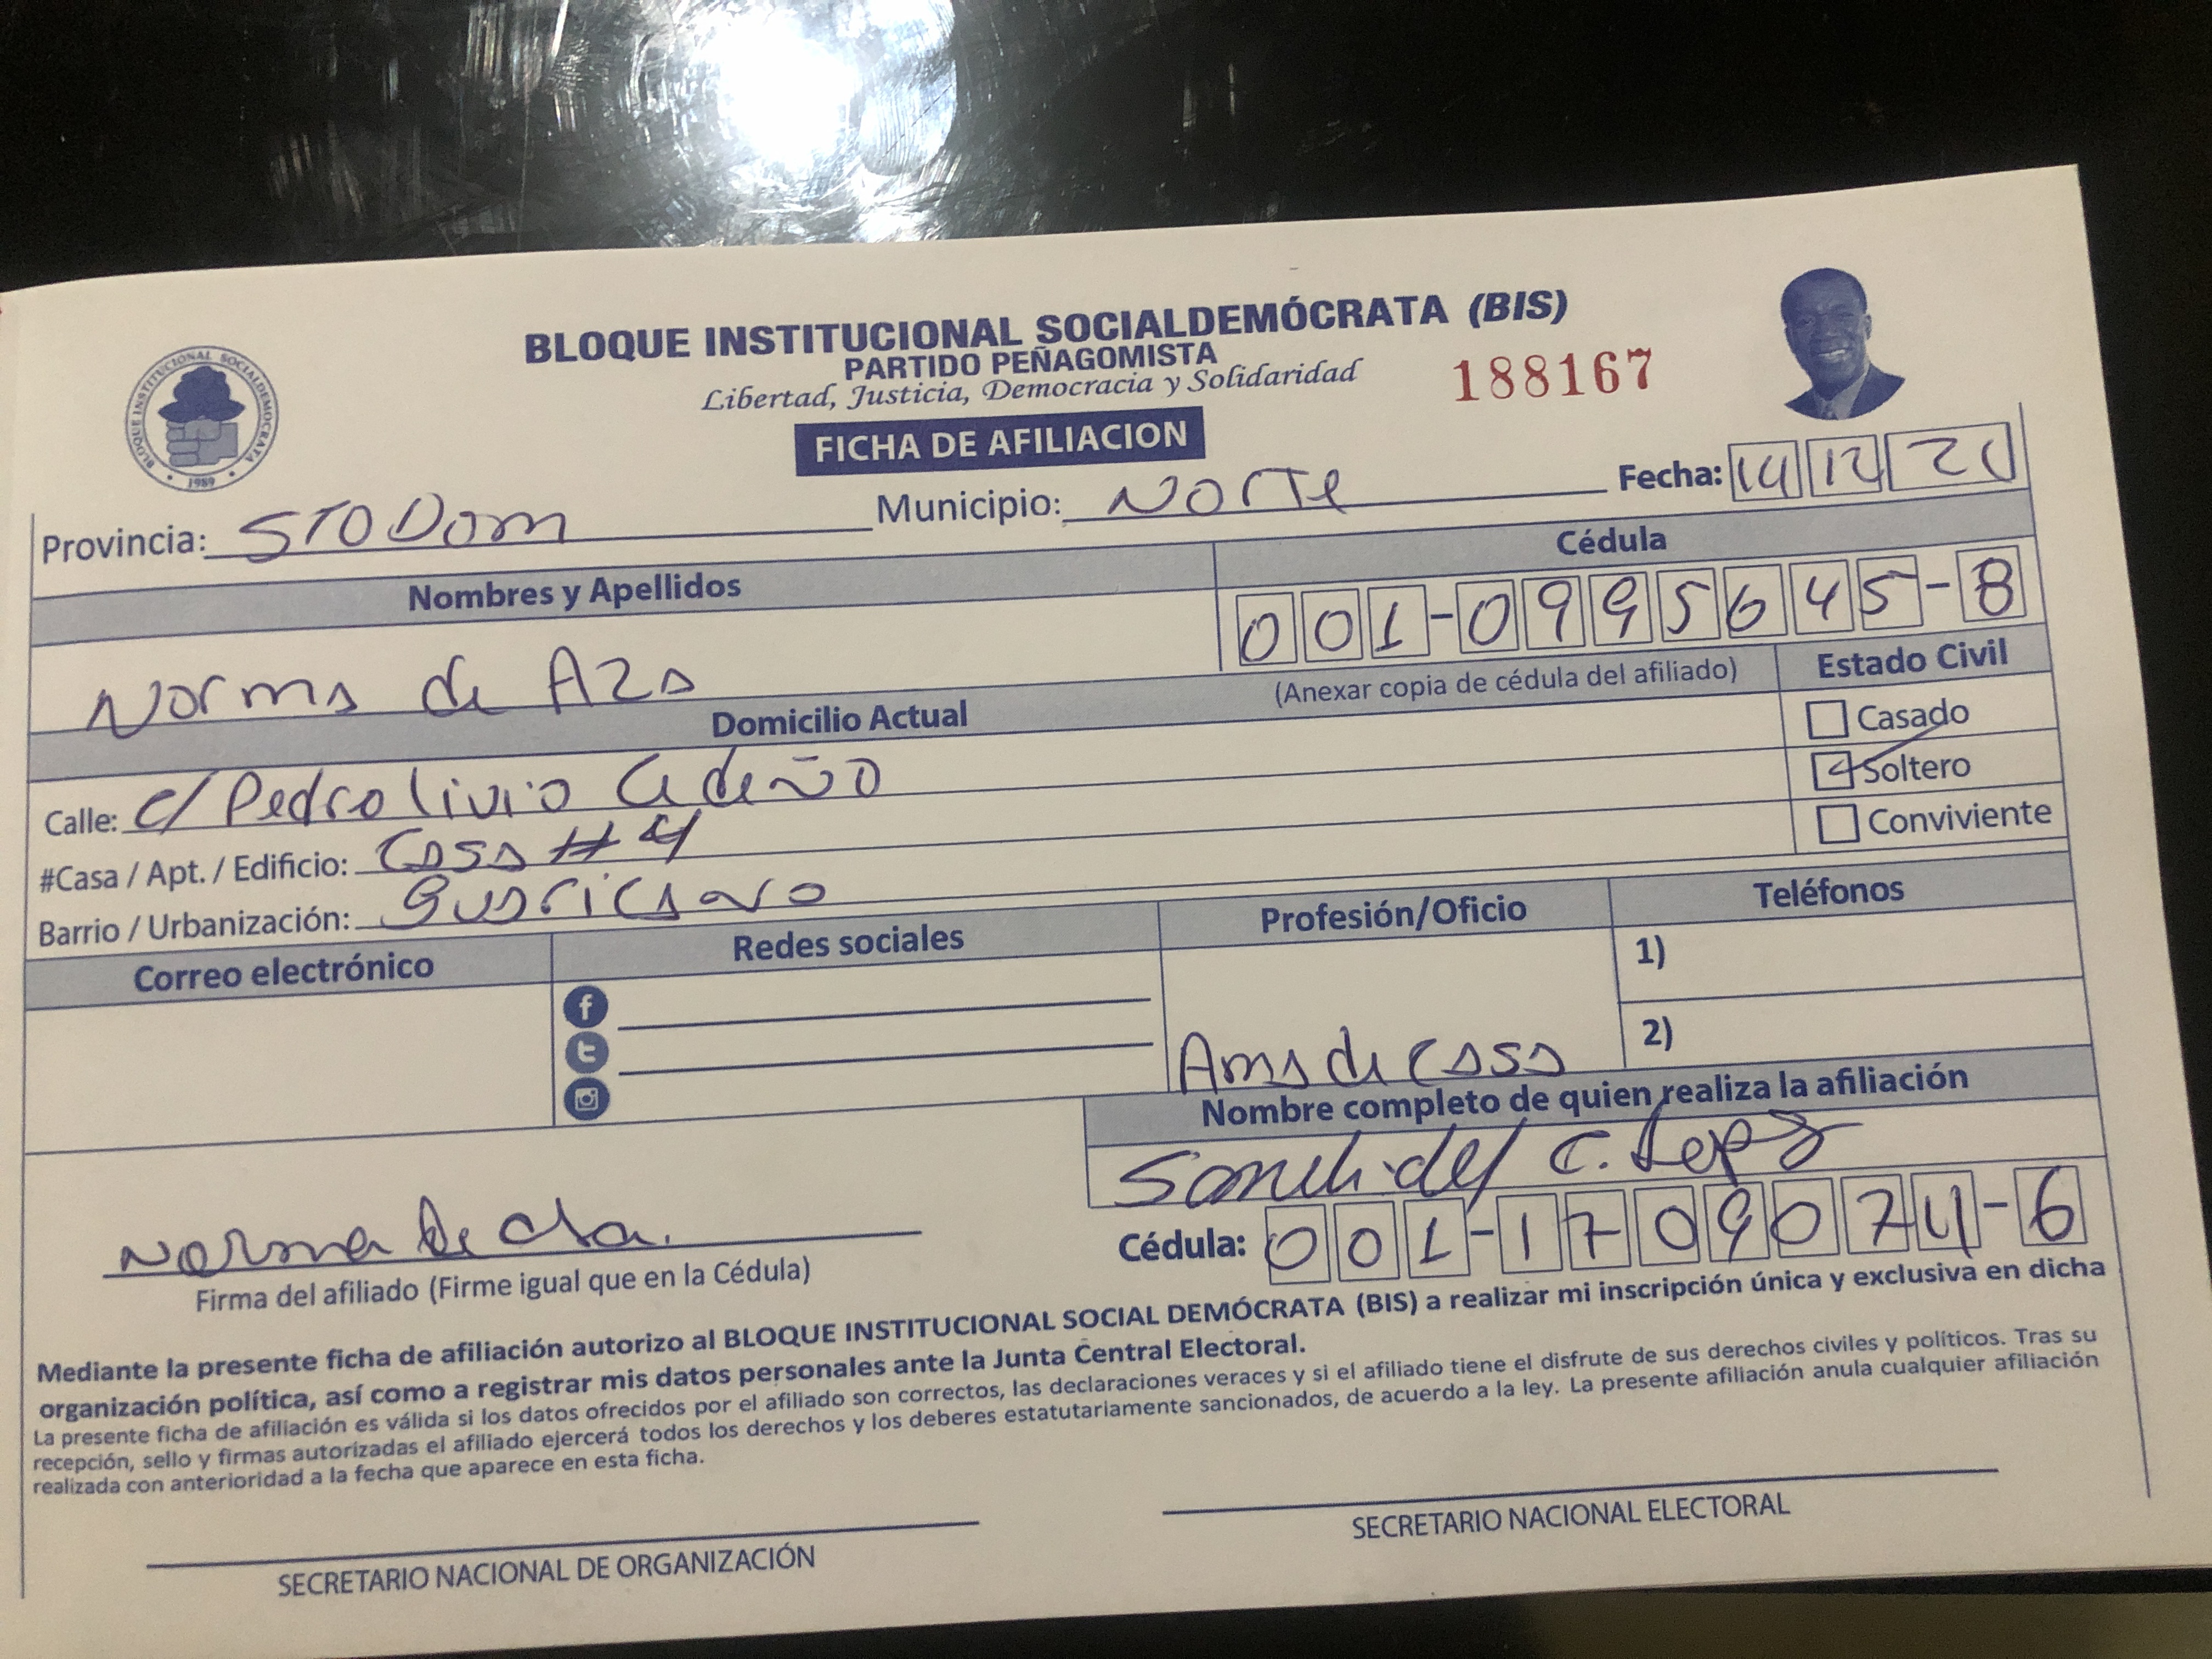 BLOQUE INSTITUCIONAL SOCIALDEMÓCRATA (BIS)
PARTIDO PEÑAGOMISTA
Libertad, Justicia, Democracia y Solidaridad
188167
BLOQUE INSTITUCIONAL SOCIALDEMOCRATA
1989
FICHA DE AFILIACION
Provincia: STO Dom Municipio: Norte Fecha: 14 12 21
Nombres y Apellidos Cédula
Norma de Aza 001-0995645-8
(Anexar copia de cédula del afiliado)
Domicilio Actual Estado Civil
Calle: c/ Pedro livio Cedeño
#Casa / Apt. / Edificio: Casa # 4
Barrio / Urbanización: guaricano
Casado
Soltero
Conviviente
Correo electrónico Redes sociales Profesión/Oficio Teléfonos
1)
2)
Ama de casa
Nombre completo de quien realiza la afiliación
del C.
Cédula: 001-1709074-6
Norma De Aza.
Firma del afiliado (Firme igual que en la Cédula)
Mediante la presente ficha de afiliación autorizo al BLOQUE INSTITUCIONAL SOCIAL DEMÓCRATA (BIS) a realizar mi inscripción única y exclusiva en dicha
organización política, así como a registrar mis datos personales ante la Junta Central Electoral.
La presente ficha de afiliación es válida si los datos ofrecidos por el afiliado son correctos, las declaraciones veraces y si el afiliado tiene el disfrute de sus derechos civiles y políticos. Tras su
recepción, sello y firmas autorizadas el afiliado ejercerá todos los derechos y los deberes estatutariamente sancionados, de acuerdo a la ley. La presente afiliación anula cualquier afiliación
realizada con anterioridad a la fecha que aparece en esta ficha.
SECRETARIO NACIONAL DE ORGANIZACIÓN
SECRETARIO NACIONAL ELECTORAL